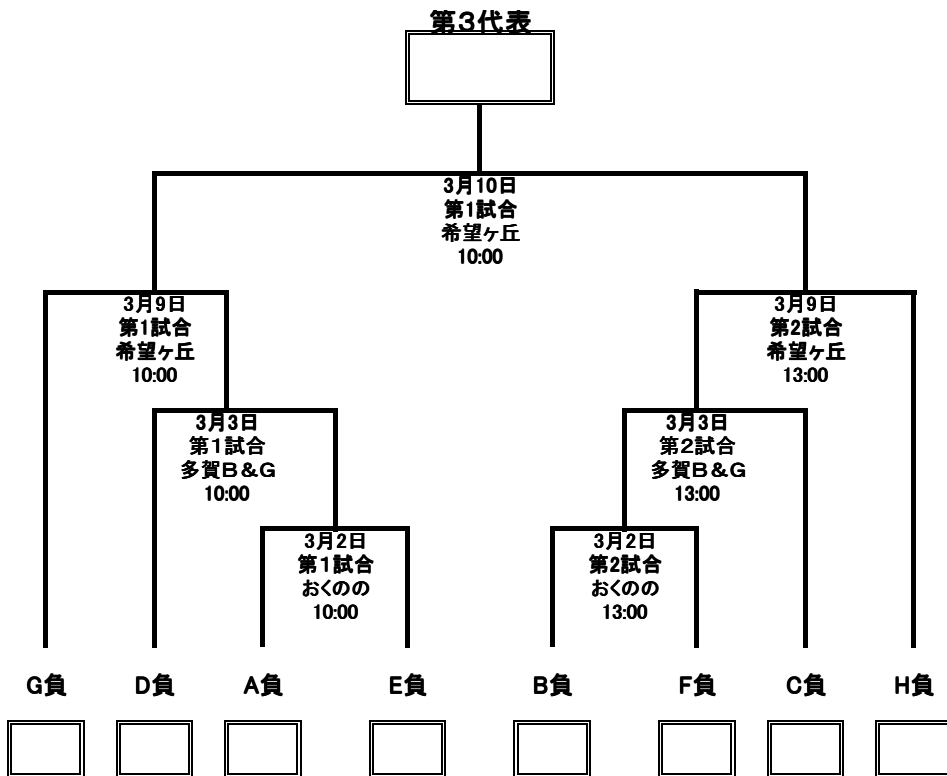 第3代表
3月10日
第1試合
希望ヶ丘
10:00
3月9日
第1試合
希望ヶ丘
10:00
3月9日
第2試合
希望ヶ丘
13:00
3月3日
第1試合
多賀B&G
10:00
3月3日
第2試合
多賀B&G
13:00
3月2日
第1試合
おくのの
10:00
3月2日
第2試合
おくのの
13:00
G負 D負 A負 E負 B負 F負 C負 H負